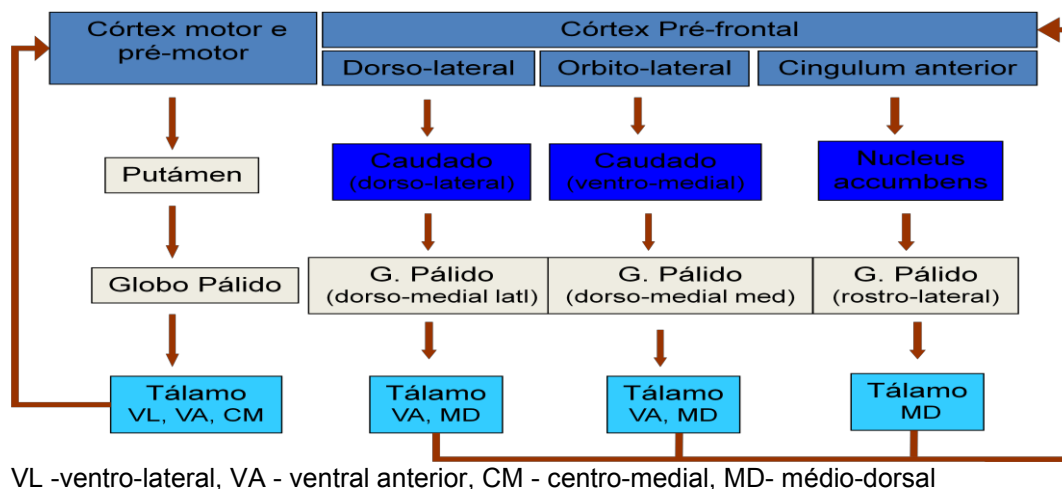 Córtex motor e
pré-motor
Córtex Pré-frontal
Dorso-lateral
Orbito-lateral
Cingulum anterior
Putámen
Caudado
(dorso-lateral)
Caudado
(ventro-medial)
Nucleus
accumbens
Globo Pálido
G. Pálido
(dorso-medial latl)
G. Pálido
(dorso-medial med)
G. Pálido
(rostro-lateral)
Tálamo
VL, VA, CM
Tálamo
VA, MD
Tálamo
VA, MD
Tálamo
MD
VL -ventro-lateral, VA - ventral anterior, CM - centro-medial, MD- médio-dorsal